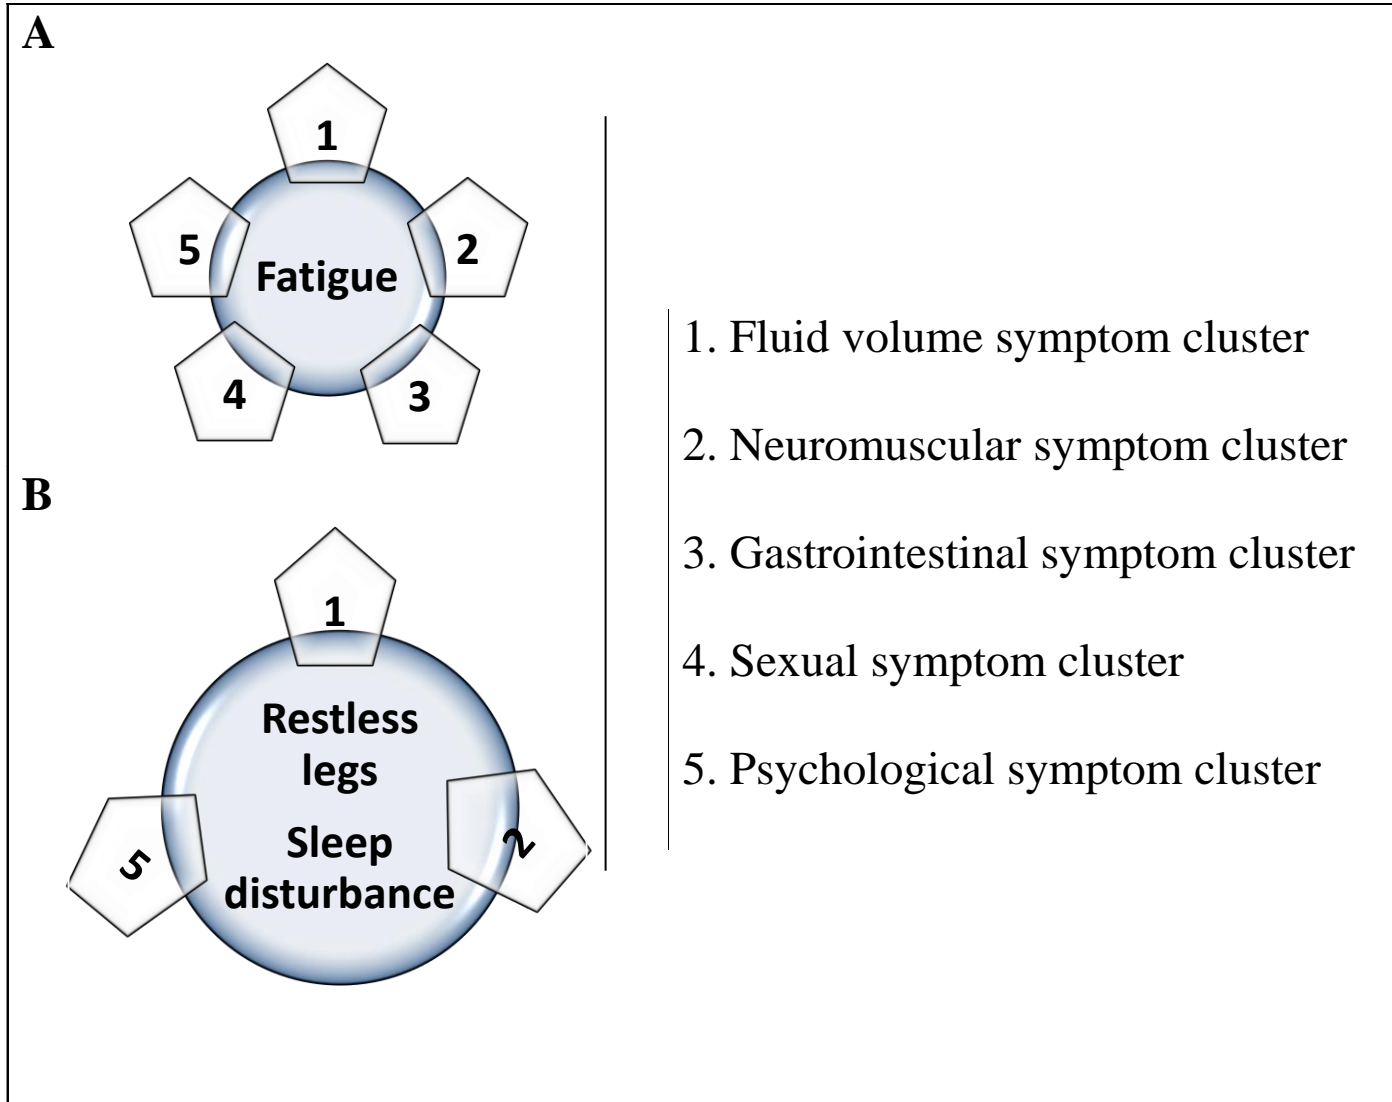 A
1
5
2
Fatigue
4
3
B
1
Restless
legs
Sleep
disturbance
5
2
1. Fluid volume symptom cluster
2. Neuromuscular symptom cluster
3. Gastrointestinal symptom cluster
4. Sexual symptom cluster
5. Psychological symptom cluster